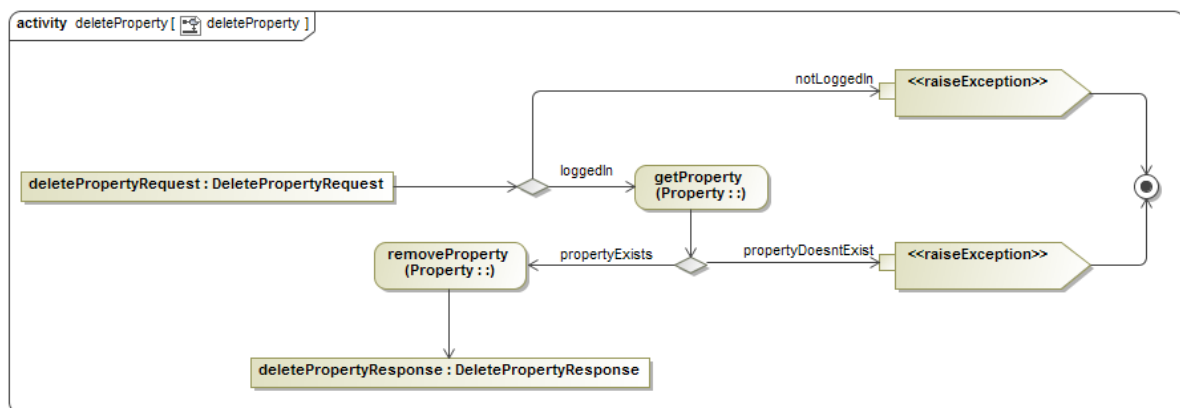 activity deleteProperty [ deleteProperty ]
notLoggedIn
<<raiseException>>
deletePropertyRequest : DeletePropertyRequest
loggedIn
getProperty
(Property : :)
removeProperty
(Property : :)
propertyExists
propertyDoesntExist
<<raiseException>>
deletePropertyResponse : DeletePropertyResponse